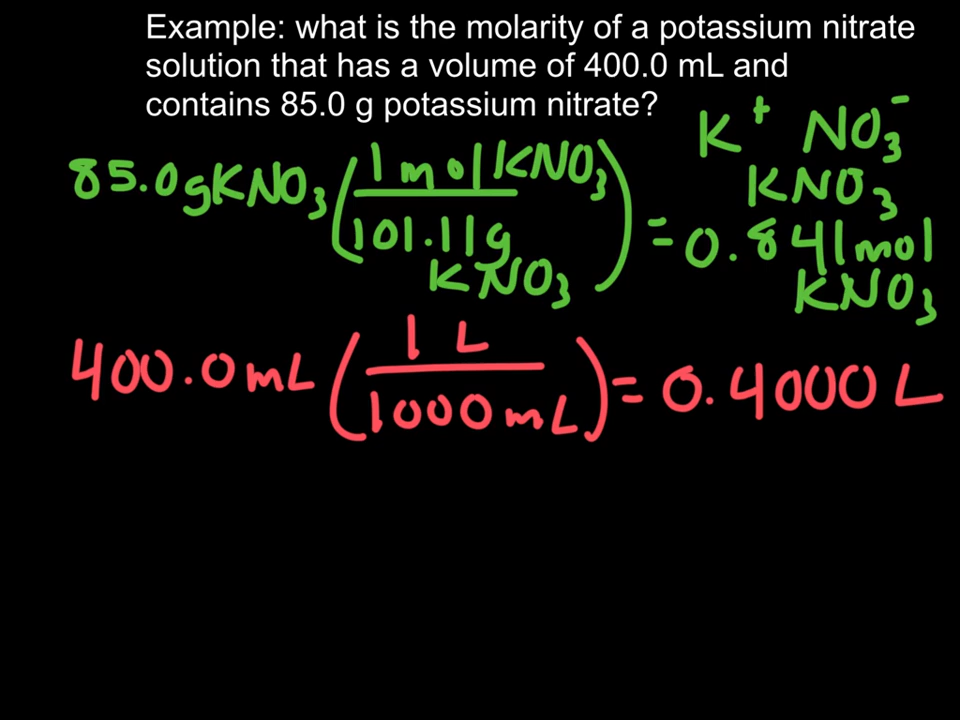 Example: what is the molarity of a potassium nitrate
solution that has a volume of 400.0 mL and
contains 85.0 g potassium nitrate?
K⁺ NO₃⁻
KNO₃
85.0gKNO₃(1 mol KNO₃/101.11g KNO₃) = 0.841 mol KNO₃
400.0mL (1 L/1000mL) = 0.4000 L